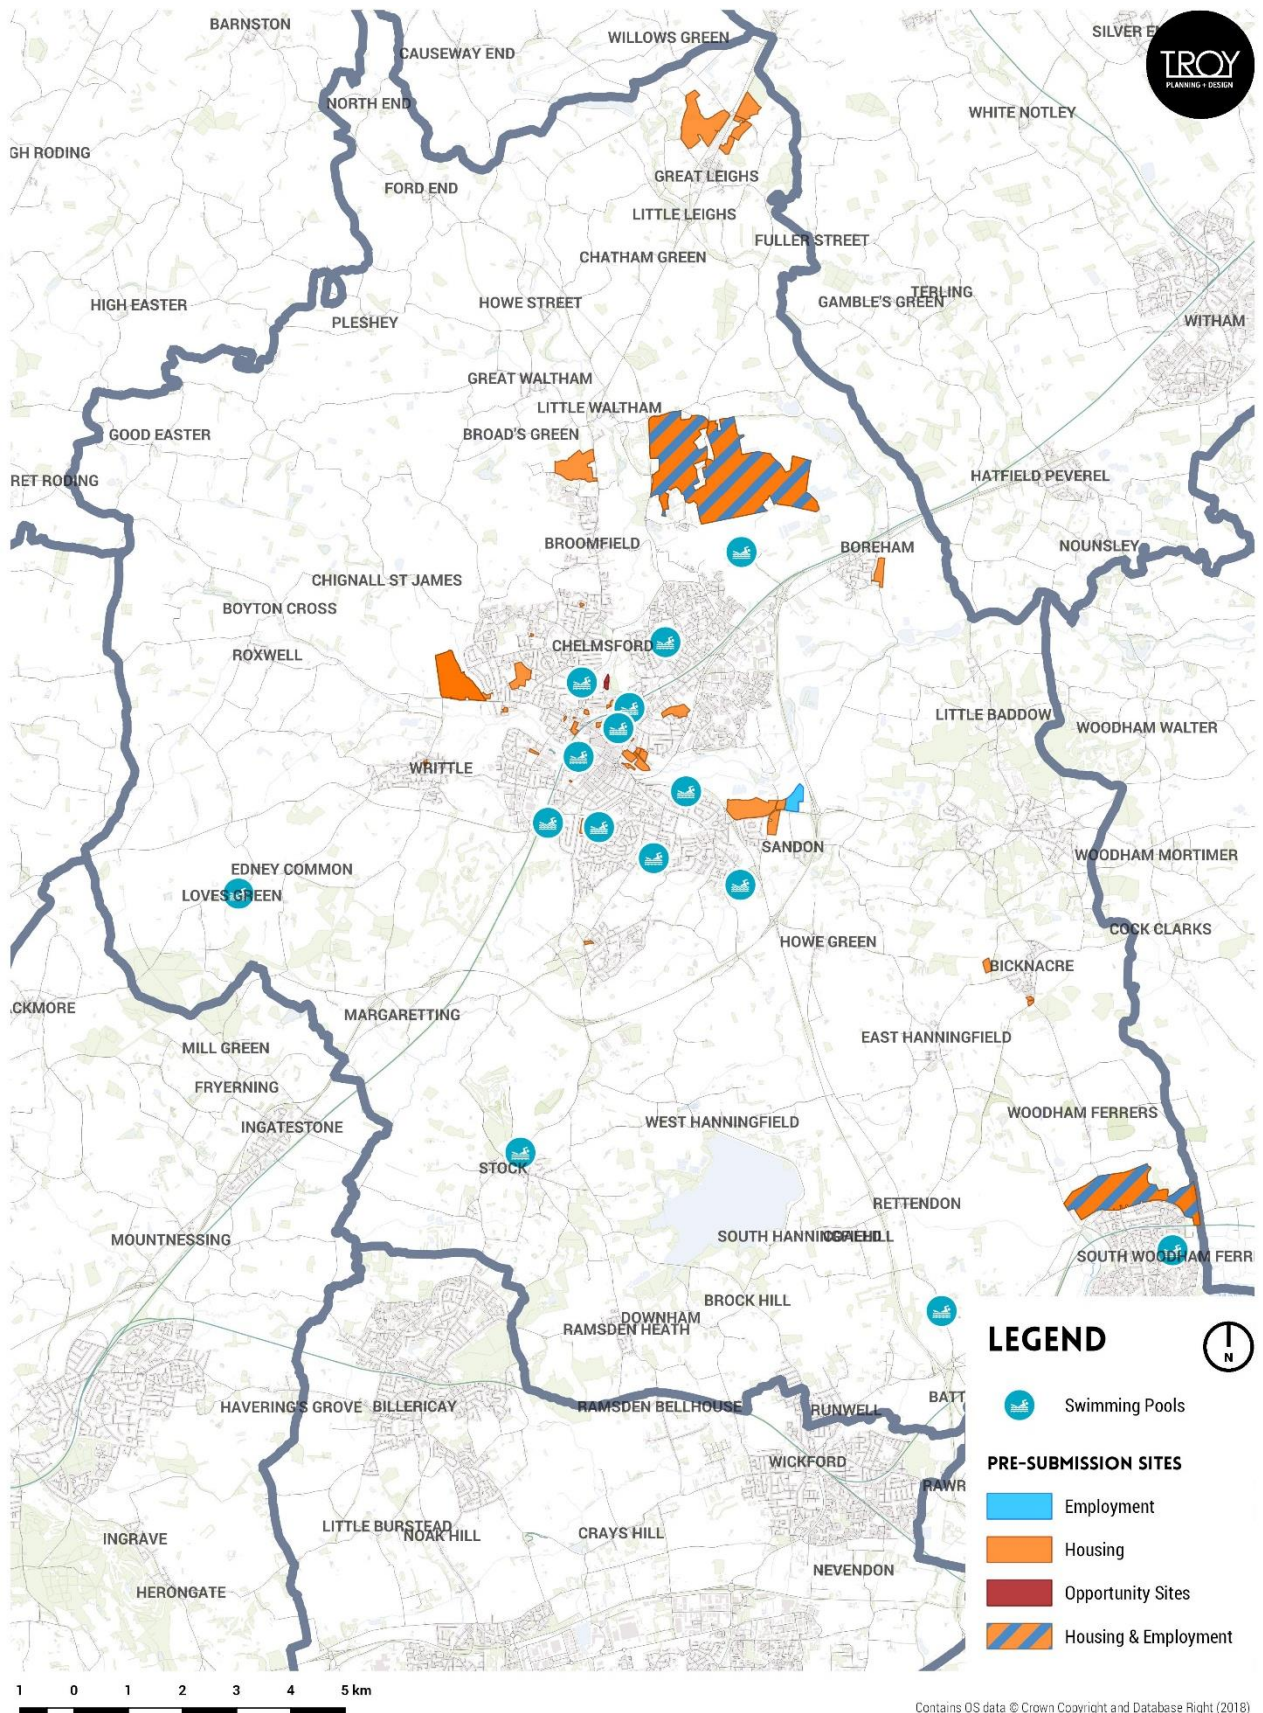 BARNSTON
WILLOWS GREEN
SILVER E
TROY
PLANNING + DESIGN
CAUSEWAY END
NORTH END
WHITE NOTLEY
GH RODING
GREAT LEIGHS
FORD END
LITTLE LEIGHS
FULLER STREET
CHATHAM GREEN
TERLING
GAMBLE'S GREEN
HIGH EASTER
HOWE STREET
PLESHEY
WITHAM
GREAT WALTHAM
LITTLE WALTHAM
GOOD EASTER
BROAD'S GREEN
RET RODING
HATFIELD PEVEREL
BROOMFIELD
BOREHAM
NOUNSLEY
CHIGNALL ST JAMES
BOYTON CROSS
CHELMSFORD
ROXWELL
LITTLE BADDOW
WOODHAM WALTER
WRITTLE
SANDON
WOODHAM MORTIMER
EDNEY COMMON
LOVES GREEN
COCK CLARKS
HOWE GREEN
BICKNACRE
CKMORE
MARGARETTING
EAST HANNINGFIELD
MILL GREEN
FRYERNING
WOODHAM FERRERS
INGATESTONE
WEST HANNINGFIELD
STOCK
RETTENDON
MOUNTNESSING
SOUTH HANNINGFIELD
SOUTH WOODHAM FERR
BROCK HILL
DOWNHAM
RAMSDEN HEATH
LEGEND
N
Swimming Pools
BATT
HAVERING'S GROVE
BILLERICAY
RAMSDEN BELLHOUSE
RUNWELL
PRE-SUBMISSION SITES
WICKFORD
RAWR
Employment
LITTLE BURSTEAD
NOAK HILL
CRAYS HILL
INGRAVE
Housing
NEVENDON
HERONGATE
Opportunity Sites
Housing & Employment
1 0 1 2 3 4 5 km
Contains OS data © Crown Copyright and Database Right (2018)